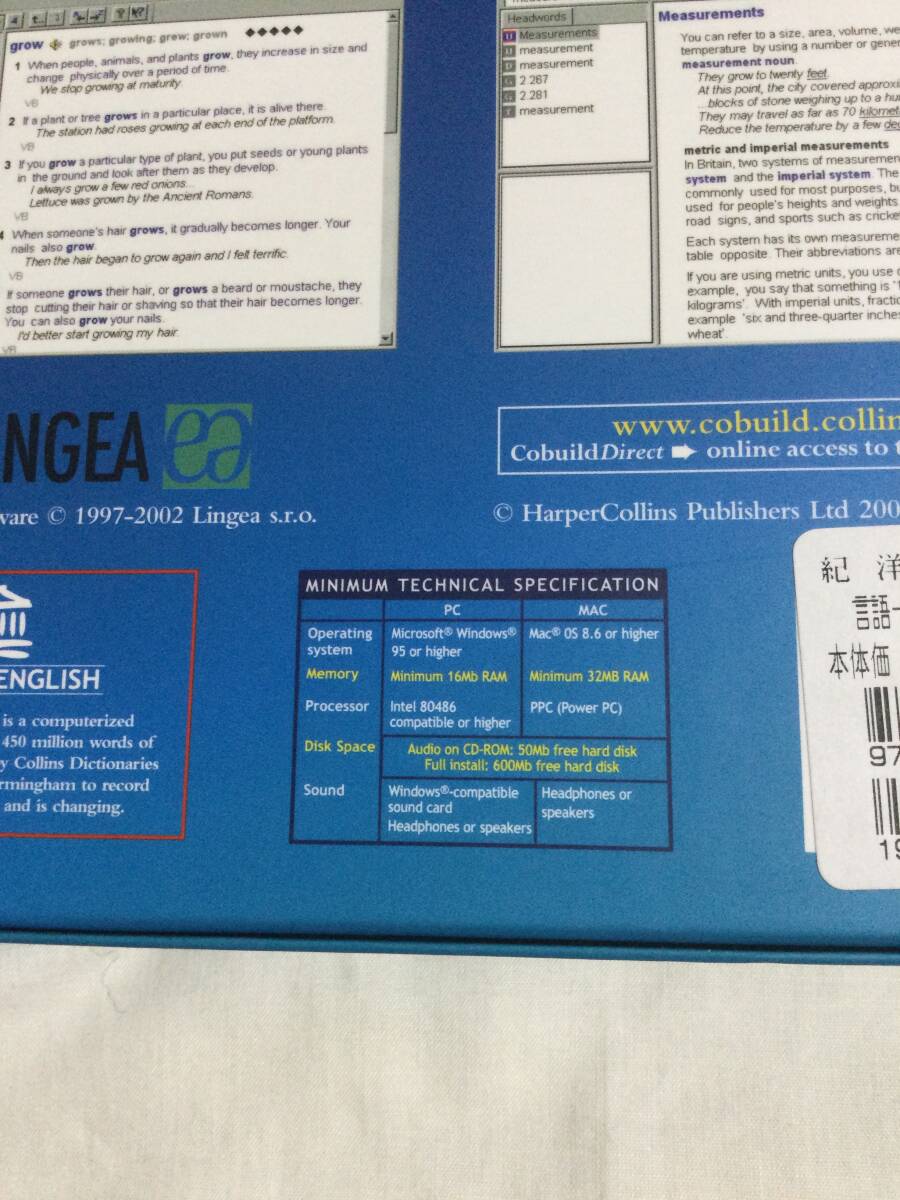 grow grows; growing; grew; grown
1 When people, animals, and plants grow, they increase in size and
change physically over a period of time.
We stop growing at maturity.
VB
2 If a plant or tree grows in a particular place, it is alive there.
The station had roses growing at each end of the platform.
VB
3 If you grow a particular type of plant, you put seeds or young plants
in the ground and look after them as they develop.
I always grow a few red onions...
Lettuce was grown by the Ancient Romans.
VB
4 When someone's hair grows, it gradually becomes longer. Your
nails also grow.
Then the hair began to grow again and I felt terrific.
VB
If someone grows their hair, or grows a beard or moustache, they
stop cutting their hair or shaving so that their hair becomes longer.
You can also grow your nails.
I'd better start growing my hair.
VB
Headwords
Measurements
measurement
measurement
2.267
2.281
measurement
Measurements
You can refer to a size, area, volume, we
temperature by using a number or gener
measurement noun.
They grow to twenty feet.
At this point, the city covered approxi
...blocks of stone weighing up to a hu
They may travel as far as 70 kilomet
Reduce the temperature by a few deg
metric and imperial measurements
In Britain, two systems of measuremen
system and the imperial system. The
commonly used for most purposes, bu
used for people's heights and weights
road signs, and sports such as cricke
Each system has its own measureme
table opposite. Their abbreviations are
If you are using metric units, you use
example, you say that something is
kilograms'. With imperial units, fractio
example 'six and three-quarter inches
wheat'.
NGEA ea
ware © 1997-2002 Lingea s.r.o.
www.cobuild.collin
CobuildDirect ➡ online access to t
© HarperCollins Publishers Ltd 200
ENGLISH
is a computerized
450 million words of
y Collins Dictionaries
rmingham to record
and is changing.
MINIMUM TECHNICAL SPECIFICATION
PC MAC
Operating system Microsoft® Windows® 95 or higher Mac® OS 8.6 or higher
Memory Minimum 16Mb RAM Minimum 32MB RAM
Processor Intel 80486 compatible or higher PPC (Power PC)
Disk Space Audio on CD-ROM: 50Mb free hard disk
Full install: 600Mb free hard disk
Sound Windows®-compatible sound card Headphones or speakers
Headphones or speakers
紀 洋
言語
本体価
97
19